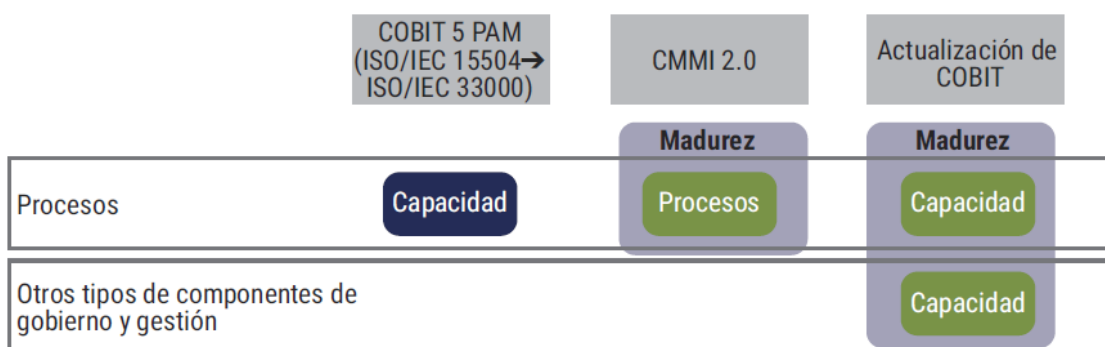 COBIT 5 PAM
(ISO/IEC 15504➔
ISO/IEC 33000)
CMMI 2.0
Actualización de
COBIT
Madurez
Madurez
Procesos
Capacidad
Procesos
Capacidad
Otros tipos de componentes de
gobierno y gestión
Capacidad